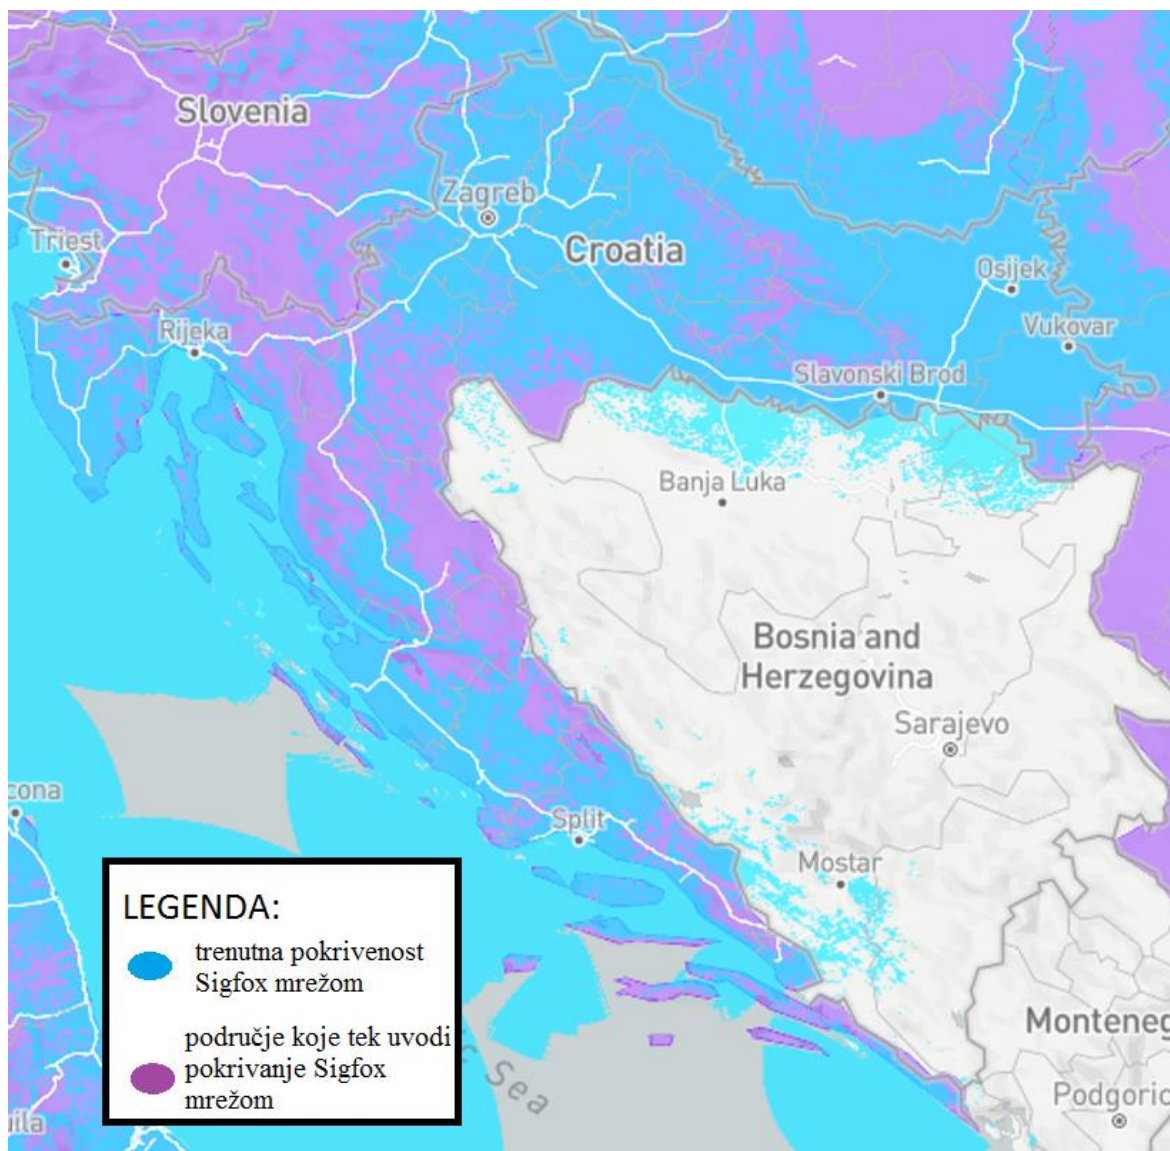 Slovenia
Zagreb
Triest
Croatia
Osijek
Rijeka
Vukovar
Slavonski Brod
Banja Luka
Bosnia and
Herzegovina
Sarajevo
cona
Split
Mostar
LEGENDA:
trenutna pokrivenost
Sigfox mrežom
područje koje tek uvodi
pokrivanje Sigfox
mrežom
c Sea
Monteneg
Podgoric
uila